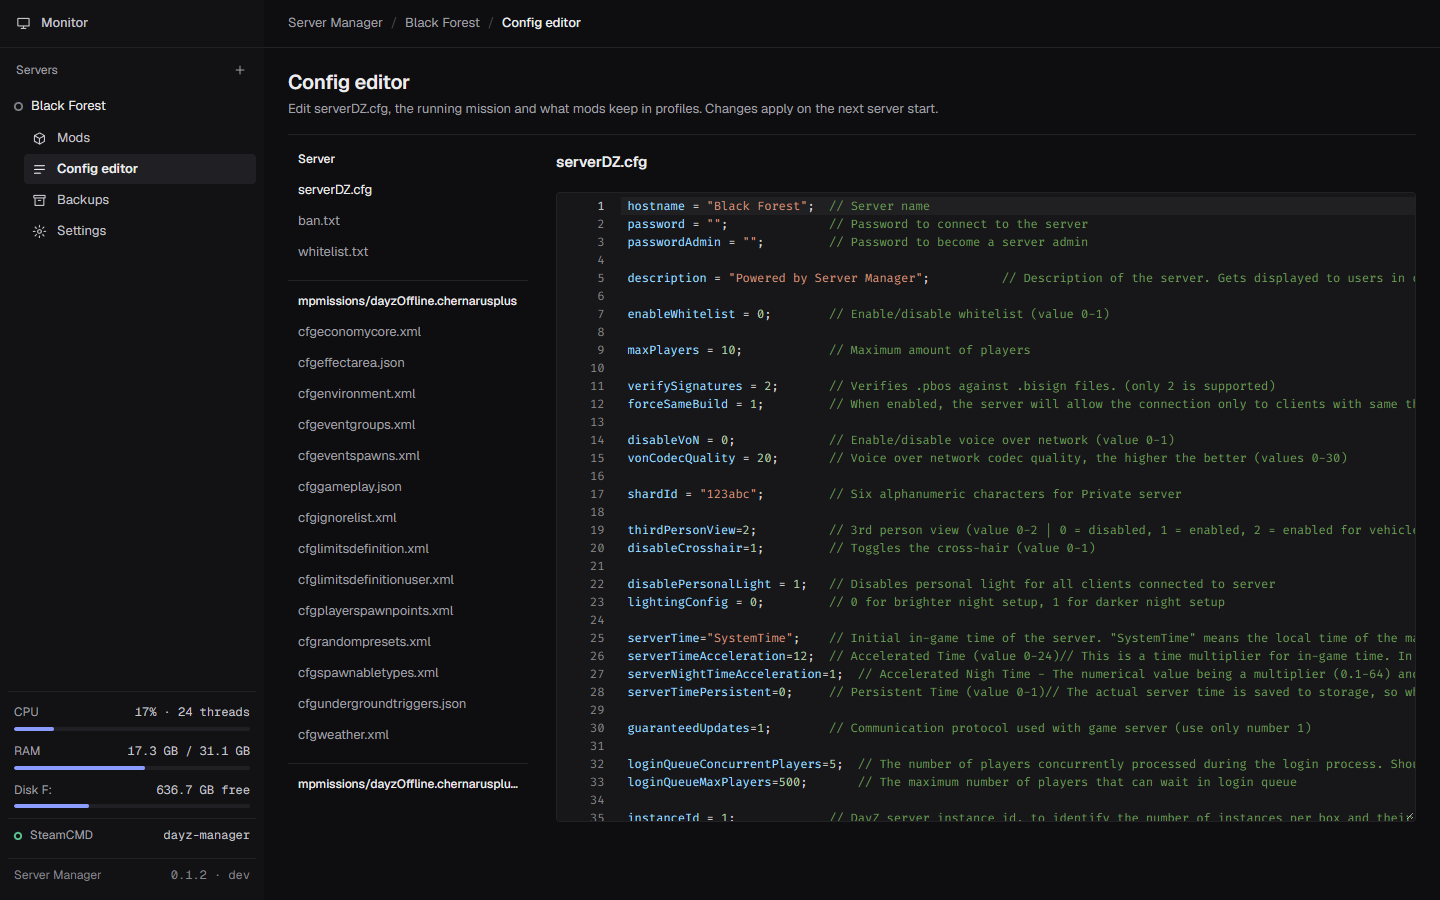 Monitor
Server Manager / Black Forest / Config editor
Servers +
Black Forest
Mods
Config editor
Backups
Settings
CPU 17% · 24 threads
RAM 17.3 GB / 31.1 GB
Disk F: 636.7 GB free
SteamCMD dayz-manager
Server Manager 0.1.2 · dev
Config editor
Edit serverDZ.cfg, the running mission and what mods keep in profiles. Changes apply on the next server start.
Server
serverDZ.cfg
ban.txt
whitelist.txt
mpmissions/dayzOffline.chernarusplus
cfgeconomycore.xml
cfgeffectarea.json
cfgenvironment.xml
cfgeventgroups.xml
cfgeventspawns.xml
cfggameplay.json
cfgignorelist.xml
cfglimitsdefinition.xml
cfglimitsdefinitionuser.xml
cfgplayerspawnpoints.xml
cfgrandompresets.xml
cfgspawnabletypes.xml
cfgundergroundtriggers.json
cfgweather.xml
mpmissions/dayzOffline.chernarusplu...
serverDZ.cfg
1 hostname = "Black Forest"; // Server name
2 password = ""; // Password to connect to the server
3 passwordAdmin = ""; // Password to become a server admin
4
5 description = "Powered by Server Manager"; // Description of the server. Gets displayed to users in
6
7 enableWhitelist = 0; // Enable/disable whitelist (value 0-1)
8
9 maxPlayers = 10; // Maximum amount of players
10
11 verifySignatures = 2; // Verifies .pbos against .bisign files. (only 2 is supported)
12 forceSameBuild = 1; // When enabled, the server will allow the connection only to clients with same
13
14 disableVoN = 0; // Enable/disable voice over network (value 0-1)
15 vonCodecQuality = 20; // Voice over network codec quality, the higher the better (values 0-30)
16
17 shardId = "123abc"; // Six alphanumeric characters for Private server
18
19 thirdPersonView=2; // 3rd person view (value 0-2 | 0 = disabled, 1 = enabled, 2 = enabled for vehicle
20 disableCrosshair=1; // Toggles the cross-hair (value 0-1)
21
22 disablePersonalLight = 1; // Disables personal light for all clients connected to server
23 lightingConfig = 0; // 0 for brighter night setup, 1 for darker night setup
24
25 serverTime="SystemTime"; // Initial in-game time of the server. "SystemTime" means the local time of the
26 serverTimeAcceleration=12; // Accelerated Time (value 0-24)// This is a time multiplier for in-game time. In
27 serverNightTimeAcceleration=1; // Accelerated Nigh Time - The numerical value being a multiplier (0.1-64)
28 serverTimePersistent=0; // Persistent Time (value 0-1)// The actual server time is saved to storage, so
29
30 guaranteedUpdates=1; // Communication protocol used with game server (use only number 1)
31
32 loginQueueConcurrentPlayers=5; // The number of players concurrently processed during the login process.
33 loginQueueMaxPlayers=500; // The maximum number of players that can wait in login queue
34
35 instanceId = 1; // DayZ server instance id, to identify the number of instances per box and their